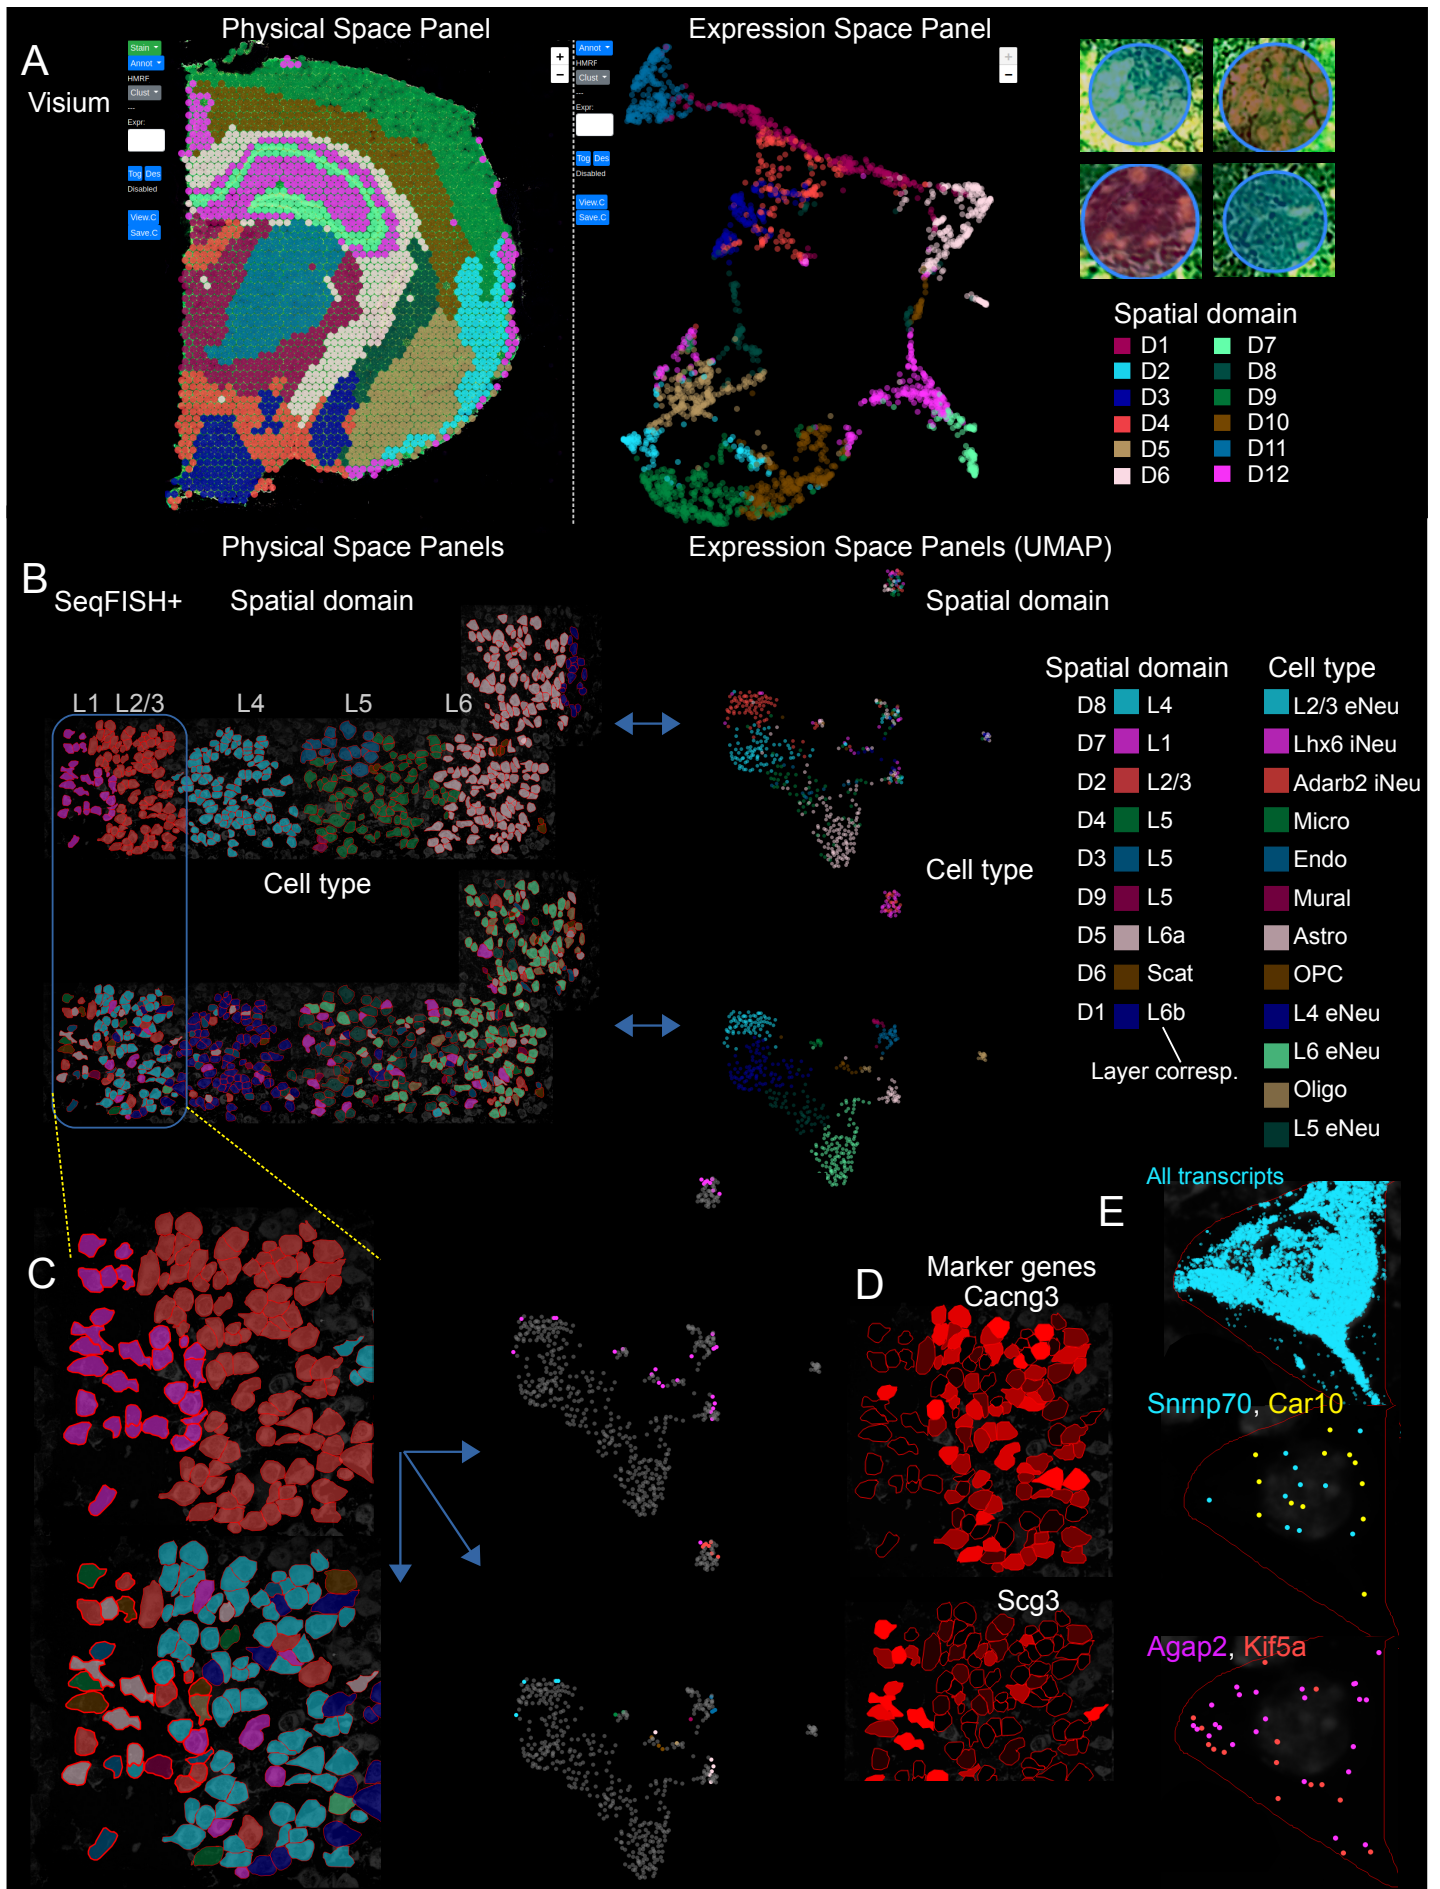 Physical Space Panel
Expression Space Panel
A
Visium
Stain
Annot
HMRF
Clust
---
Expr:
Tog Des
Disabled
View.C
Save.C
+
−
Annot
HMRF
Clust
---
Expr:
Tog Des
Disabled
View.C
Save.C
+
−
Spatial domain
D1 D7
D2 D8
D3 D9
D4 D10
D5 D11
D6 D12
Physical Space Panels
Expression Space Panels (UMAP)
B
SeqFISH+
Spatial domain
Spatial domain
L1 L2/3 L4 L5 L6
Cell type
Cell type
Spatial domain Cell type
D8 L4 L2/3 eNeu
D7 L1 Lhx6 iNeu
D2 L2/3 Adarb2 iNeu
D4 L5 Micro
D3 L5 Endo
D9 L5 Mural
D5 L6a Astro
D6 Scat OPC
D1 L6b L4 eNeu
L6 eNeu
Layer corresp.
Oligo
L5 eNeu
C
D
Marker genes
Cacng3
Scg3
E
All transcripts
Snrnp70, Car10
Agap2, Kif5a